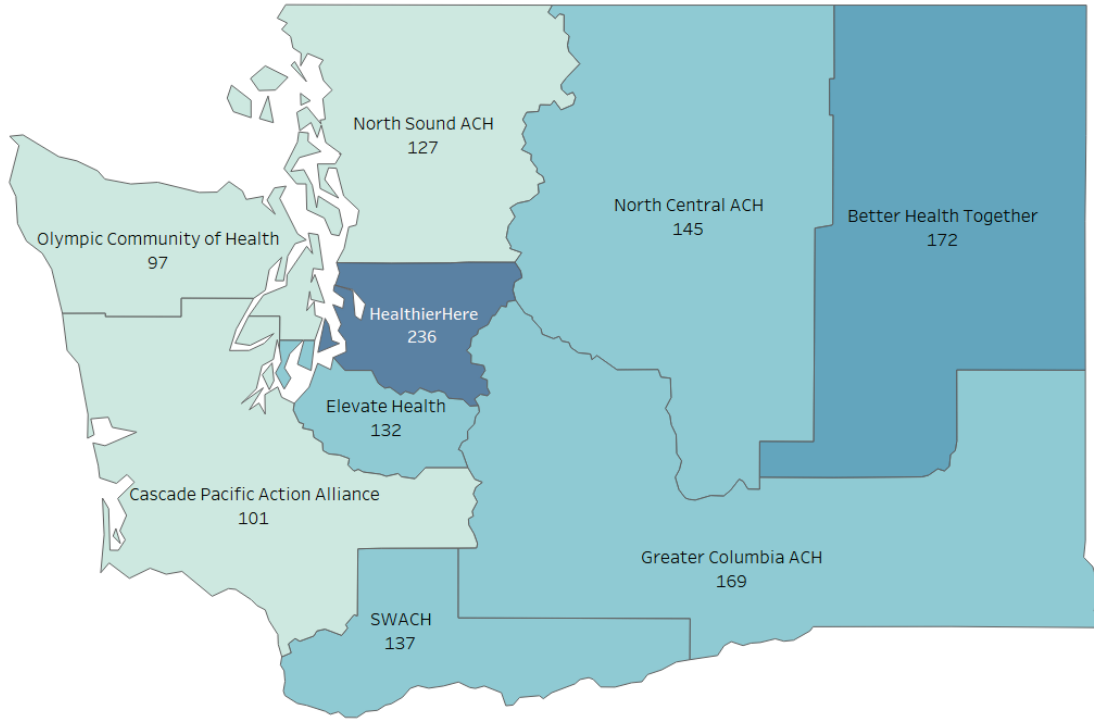 North Sound ACH
127
North Central ACH
145
Better Health Together
172
Olympic Community of Health
97
HealthierHere
236
Elevate Health
132
Cascade Pacific Action Alliance
101
Greater Columbia ACH
169
SWACH
137